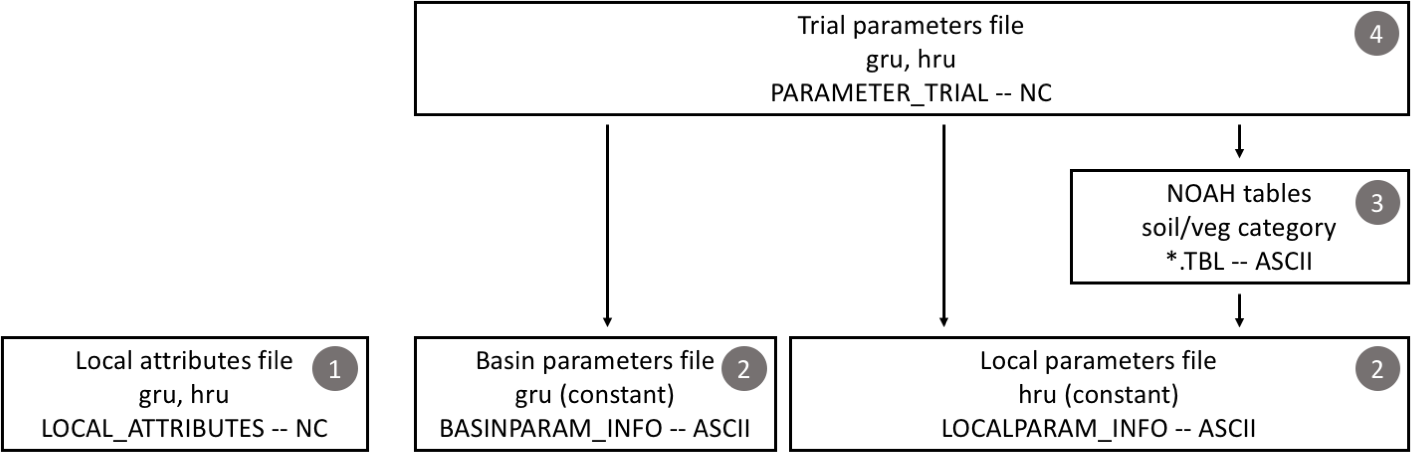 Trial parameters file
gru, hru
PARAMETER_TRIAL -- NC
4
NOAH tables
soil/veg category
*.TBL -- ASCII
3
Local attributes file
gru, hru
LOCAL_ATTRIBUTES -- NC
1
Basin parameters file
gru (constant)
BASINPARAM_INFO -- ASCII
2
Local parameters file
hru (constant)
LOCALPARAM_INFO -- ASCII
2